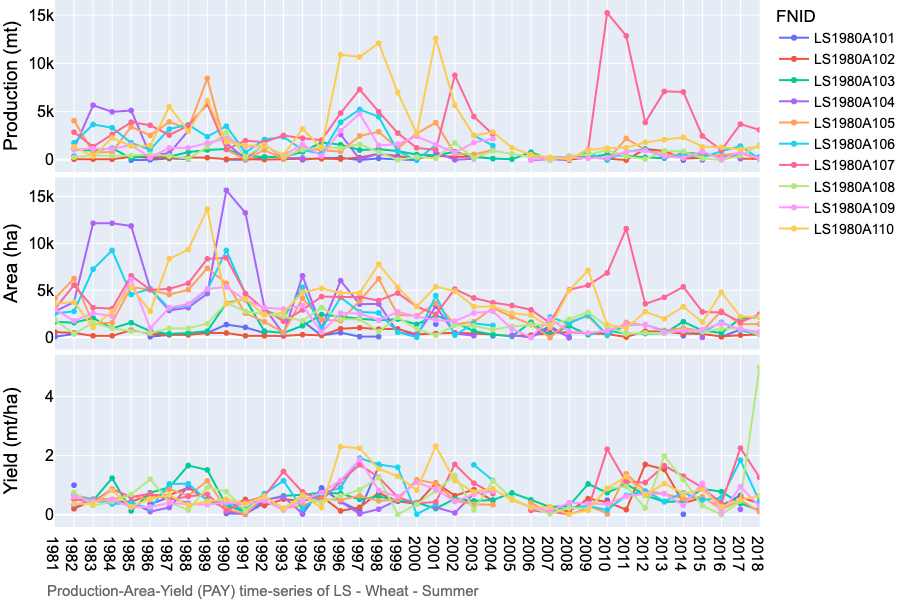 Production (mt)
15k
10k
5k
0
Area (ha)
15k
10k
5k
0
Yield (mt/ha)
4
2
0
1981 1982 1983 1984 1985 1986 1987 1988 1989 1990 1991 1992 1993 1994 1995 1996 1997 1998 1999 2000 2001 2002 2003 2004 2005 2006 2007 2008 2009 2010 2011 2012 2013 2014 2015 2016 2017 2018
FNID
LS1980A101
LS1980A102
LS1980A103
LS1980A104
LS1980A105
LS1980A106
LS1980A107
LS1980A108
LS1980A109
LS1980A110
Production-Area-Yield (PAY) time-series of LS - Wheat - Summer